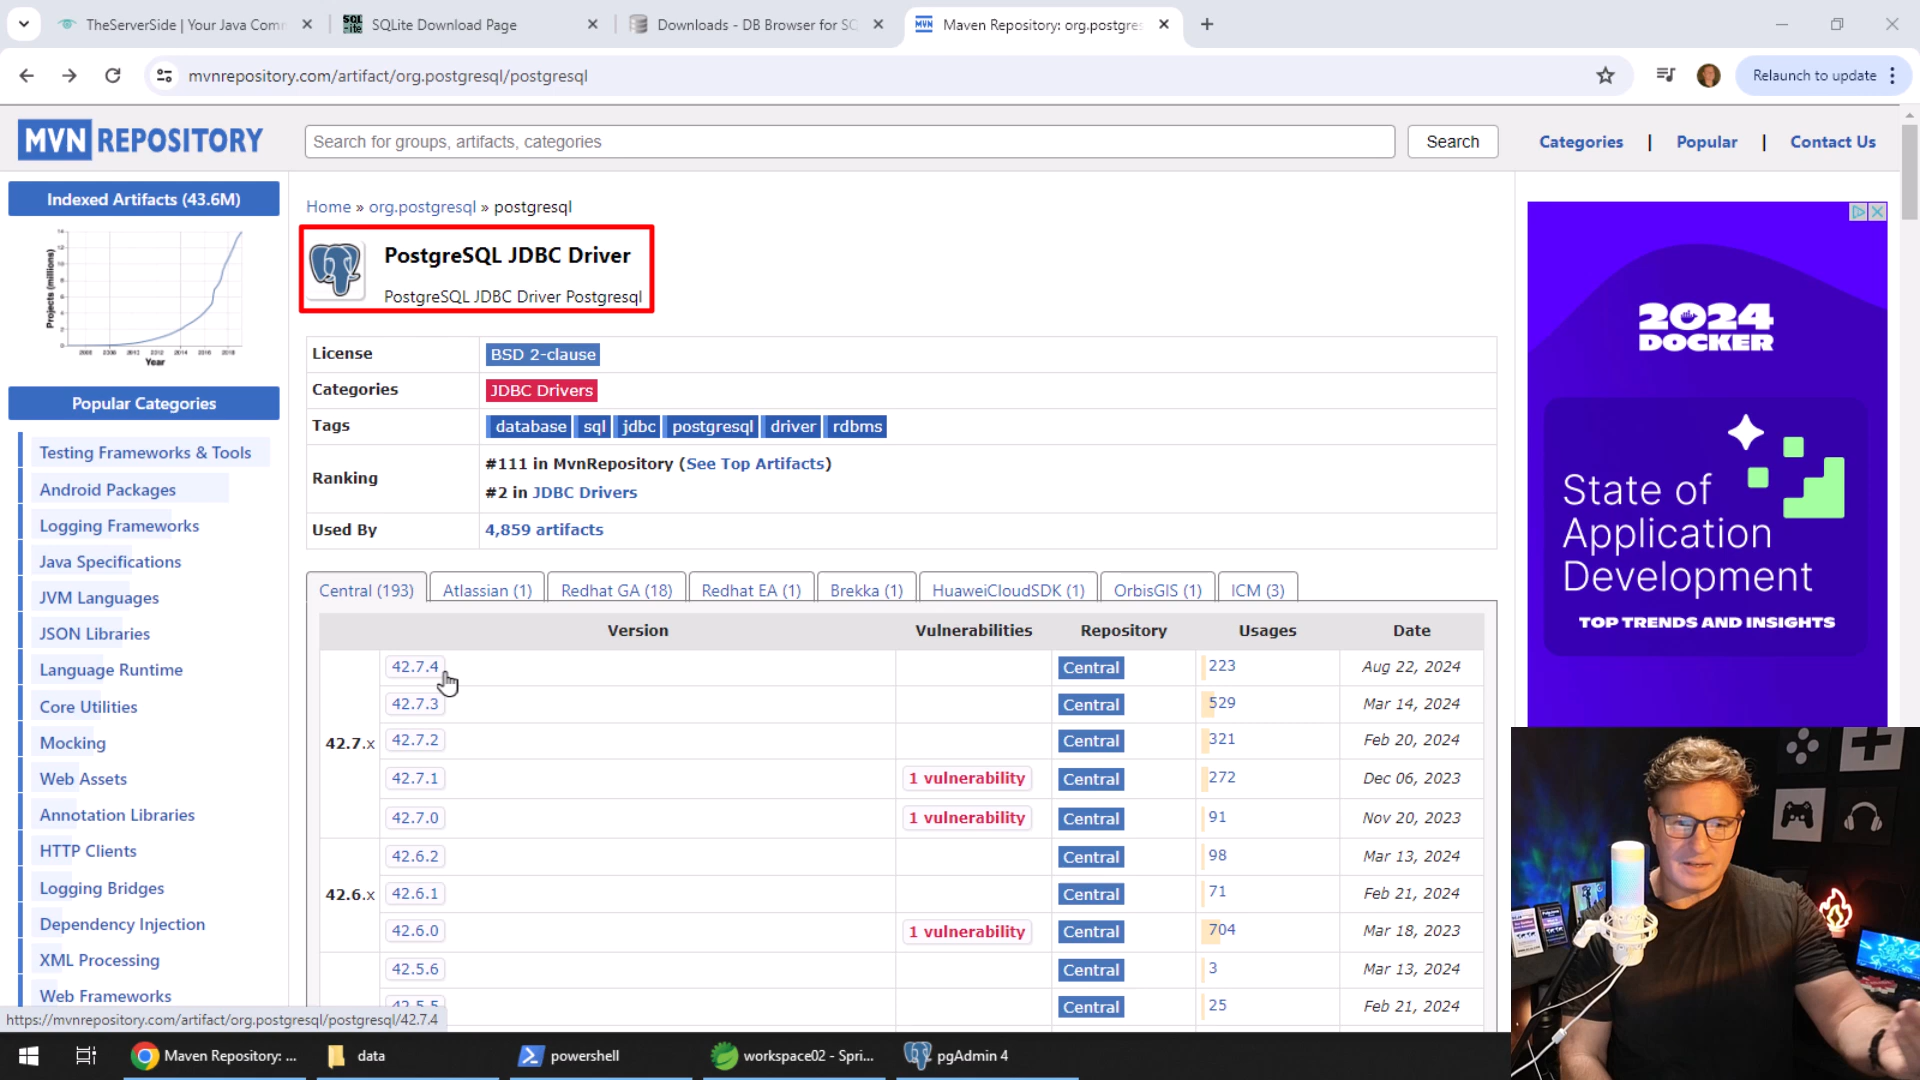 TheServerSide | Your Java Comm
SQLite Download Page
Downloads - DB Browser for SQ
Maven Repository: org.postgres
mvnrepository.com/artifact/org.postgresql/postgresql
Relaunch to update
MVN REPOSITORY
Search for groups, artifacts, categories
Search
Categories | Popular | Contact Us
Indexed Artifacts (43.6M)
Projects (millions)
Year
Popular Categories
Testing Frameworks & Tools
Android Packages
Logging Frameworks
Java Specifications
JVM Languages
JSON Libraries
Language Runtime
Core Utilities
Mocking
Web Assets
Annotation Libraries
HTTP Clients
Logging Bridges
Dependency Injection
XML Processing
Web Frameworks
Home » org.postgresql » postgresql
PostgreSQL JDBC Driver
PostgreSQL JDBC Driver Postgresql
License BSD 2-clause
Categories JDBC Drivers
Tags database sql jdbc postgresql driver rdbms
Ranking #111 in MvnRepository (See Top Artifacts)
#2 in JDBC Drivers
Used By 4,859 artifacts
Central (193) Atlassian (1) Redhat GA (18) Redhat EA (1) Brekka (1) HuaweiCloudSDK (1) OrbisGIS (1) ICM (3)
Version Vulnerabilities Repository Usages Date
42.7.x
42.7.4 Central 223 Aug 22, 2024
42.7.3 Central 529 Mar 14, 2024
42.7.2 Central 321 Feb 20, 2024
42.7.1 1 vulnerability Central 272 Dec 06, 2023
42.7.0 1 vulnerability Central 91 Nov 20, 2023
42.6.x
42.6.2 Central 98 Mar 13, 2024
42.6.1 Central 71 Feb 21, 2024
42.6.0 1 vulnerability Central 704 Mar 18, 2023
42.5.6 Central 3 Mar 13, 2024
42.5.5 Central 25 Feb 21, 2024
2024
DOCKER
State of
Application
Development
TOP TRENDS AND INSIGHTS
https://mvnrepository.com/artifact/org.postgresql/postgresql/42.7.4
Maven Repository: ...
data
powershell
workspace02 - Spri...
pgAdmin 4